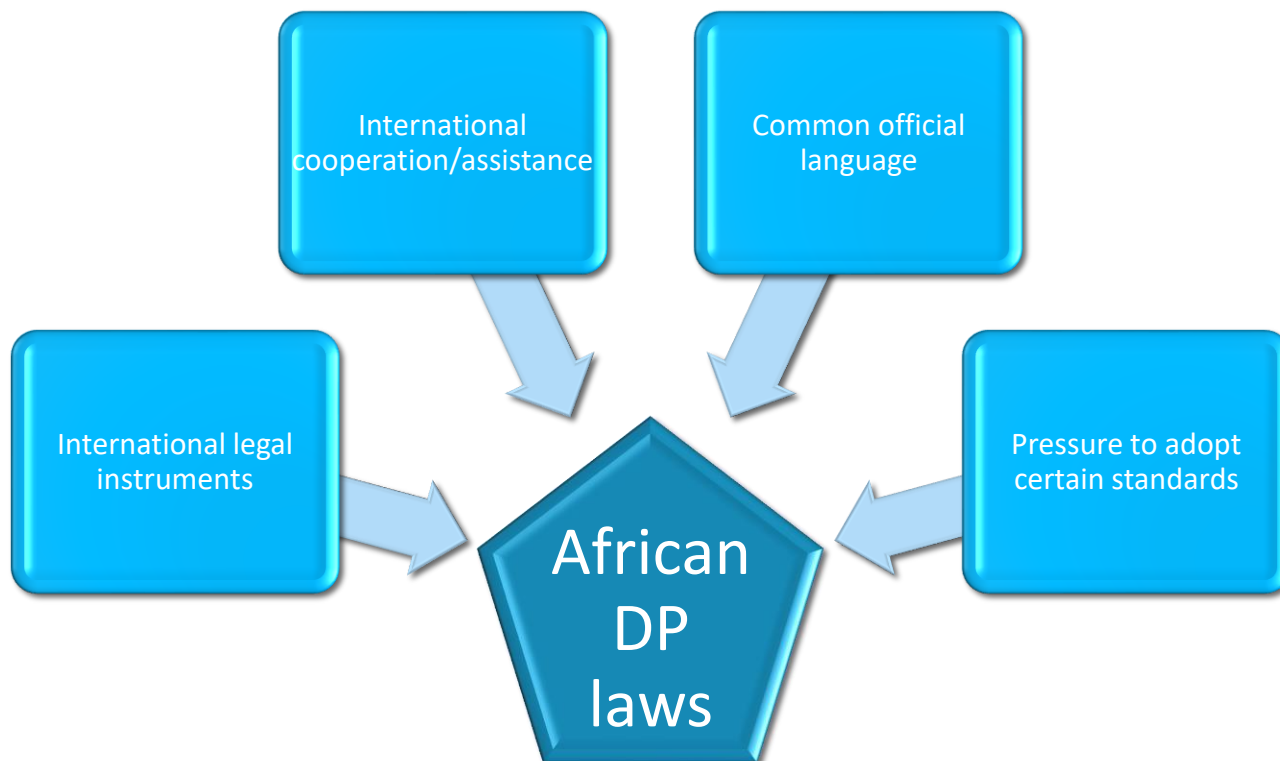 International
cooperation/assistance
Common official
language
International legal
instruments
Pressure to adopt
certain standards
African
DP
laws